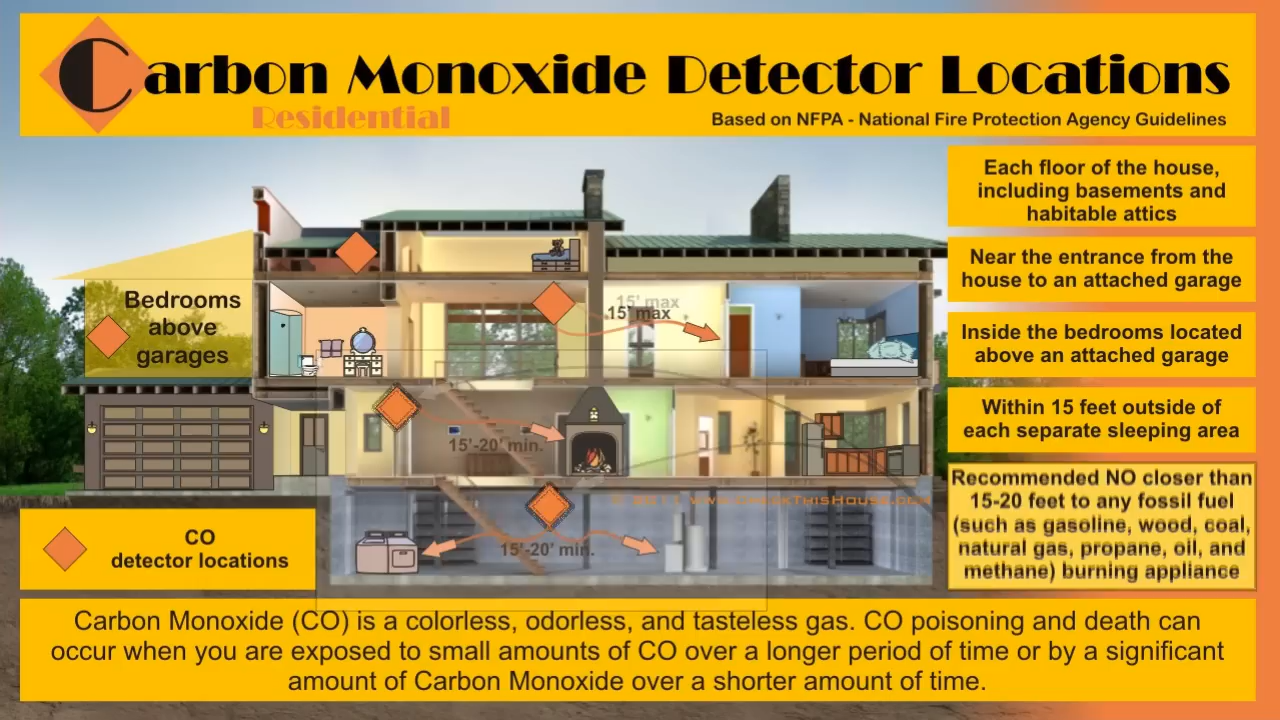 Carbon Monoxide Detector Locations
Residential
Based on NFPA - National Fire Protection Agency Guidelines
Each floor of the house,
including basements and
habitable attics
Near the entrance from the
house to an attached garage
Inside the bedrooms located
above an attached garage
Within 15 feet outside of
each separate sleeping area
Recommended NO closer than
15-20 feet to any fossil fuel
(such as gasoline, wood, coal,
natural gas, propane, oil, and
methane) burning appliance
Bedrooms
above
garages
15' max
15' max
15'-20' min.
15'-20' min.
CO
detector locations
Carbon Monoxide (CO) is a colorless, odorless, and tasteless gas. CO poisoning and death can
occur when you are exposed to small amounts of CO over a longer period of time or by a significant
amount of Carbon Monoxide over a shorter amount of time.